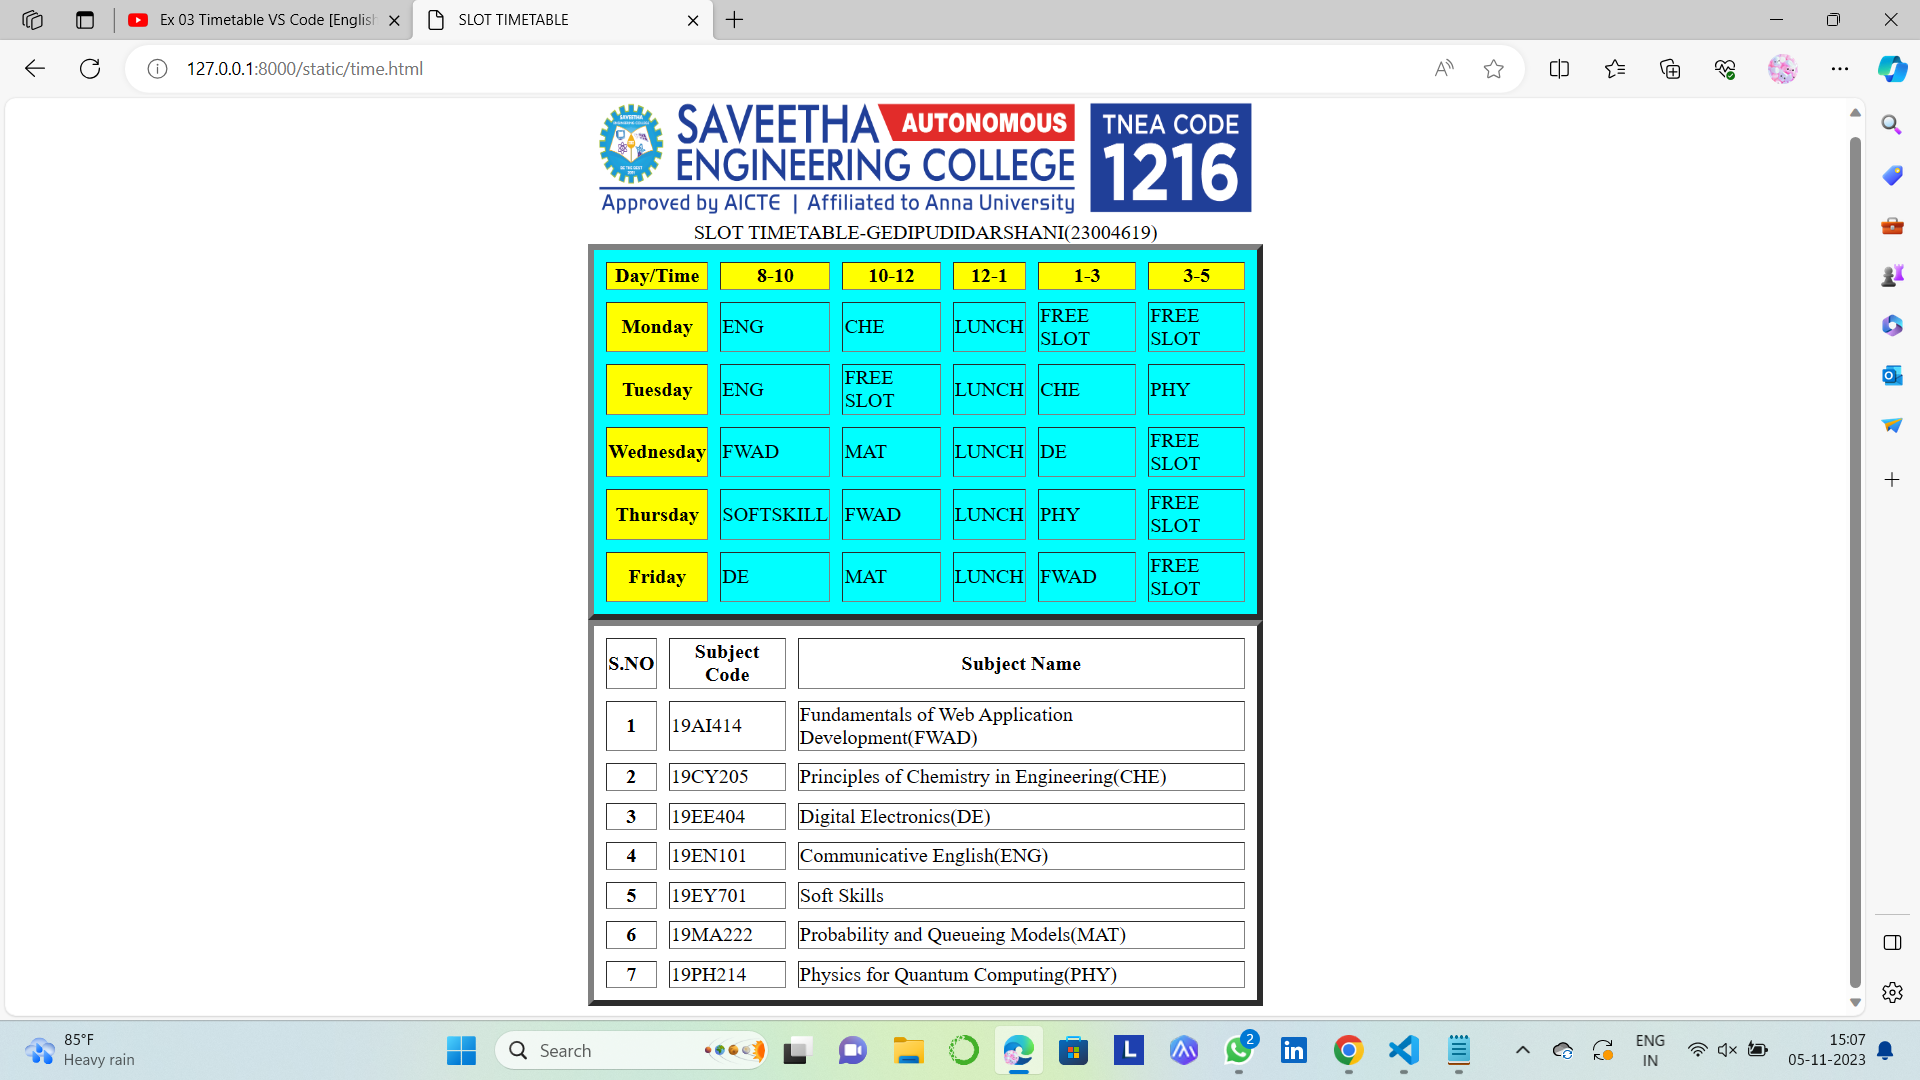 Ex 03 Timetable VS Code [English
SLOT TIMETABLE
127.0.0.1:8000/static/time.html
SAVEETHA AUTONOMOUS
ENGINEERING COLLEGE
Approved by AICTE | Affiliated to Anna University
TNEA CODE
1216
SLOT TIMETABLE-GEDIPUDIDARSHANI(23004619)
Day/Time 8-10 10-12 12-1 1-3 3-5
Monday ENG CHE LUNCH FREE SLOT FREE SLOT
Tuesday ENG FREE SLOT LUNCH CHE PHY
Wednesday FWAD MAT LUNCH DE FREE SLOT
Thursday SOFTSKILL FWAD LUNCH PHY FREE SLOT
Friday DE MAT LUNCH FWAD FREE SLOT
S.NO Subject Code Subject Name
1 19AI414 Fundamentals of Web Application Development(FWAD)
2 19CY205 Principles of Chemistry in Engineering(CHE)
3 19EE404 Digital Electronics(DE)
4 19EN101 Communicative English(ENG)
5 19EY701 Soft Skills
6 19MA222 Probability and Queueing Models(MAT)
7 19PH214 Physics for Quantum Computing(PHY)
85°F
Heavy rain
Search
L
2
ENG
IN
15:07
05-11-2023